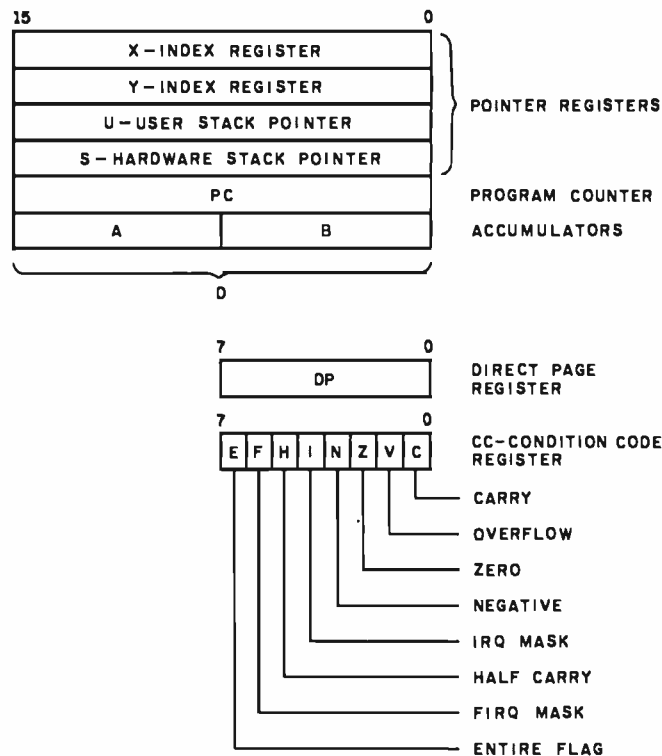 15 0
X-INDEX REGISTER
Y-INDEX REGISTER
U-USER STACK POINTER
S-HARDWARE STACK POINTER
POINTER REGISTERS
PC
PROGRAM COUNTER
A B
ACCUMULATORS
D
7 0
DP
DIRECT PAGE
REGISTER
7 0
E F H I N Z V C
CC-CONDITION CODE
REGISTER
CARRY
OVERFLOW
ZERO
NEGATIVE
IRQ MASK
HALF CARRY
FIRQ MASK
ENTIRE FLAG